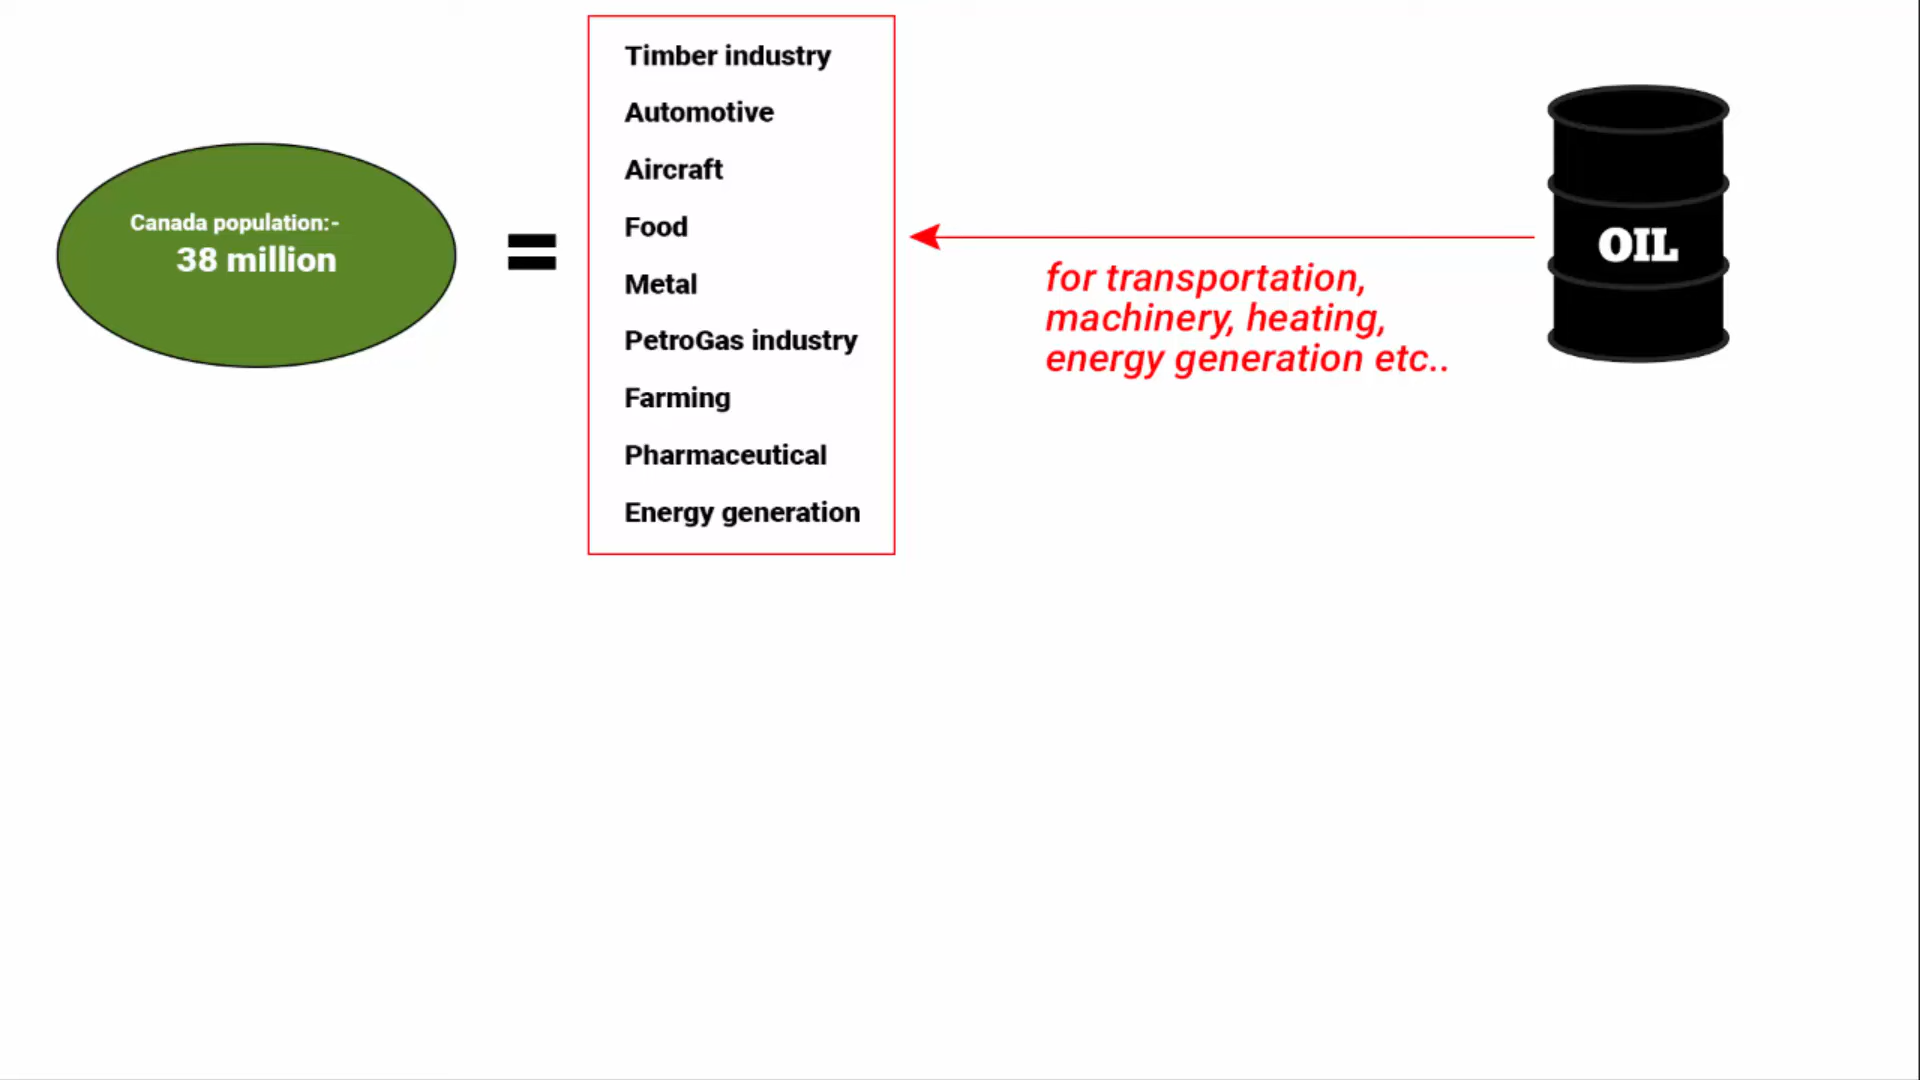 Canada population:-
38 million
=
Timber industry
Automotive
Aircraft
Food
Metal
PetroGas industry
Farming
Pharmaceutical
Energy generation
for transportation,
machinery, heating,
energy generation etc..
OIL